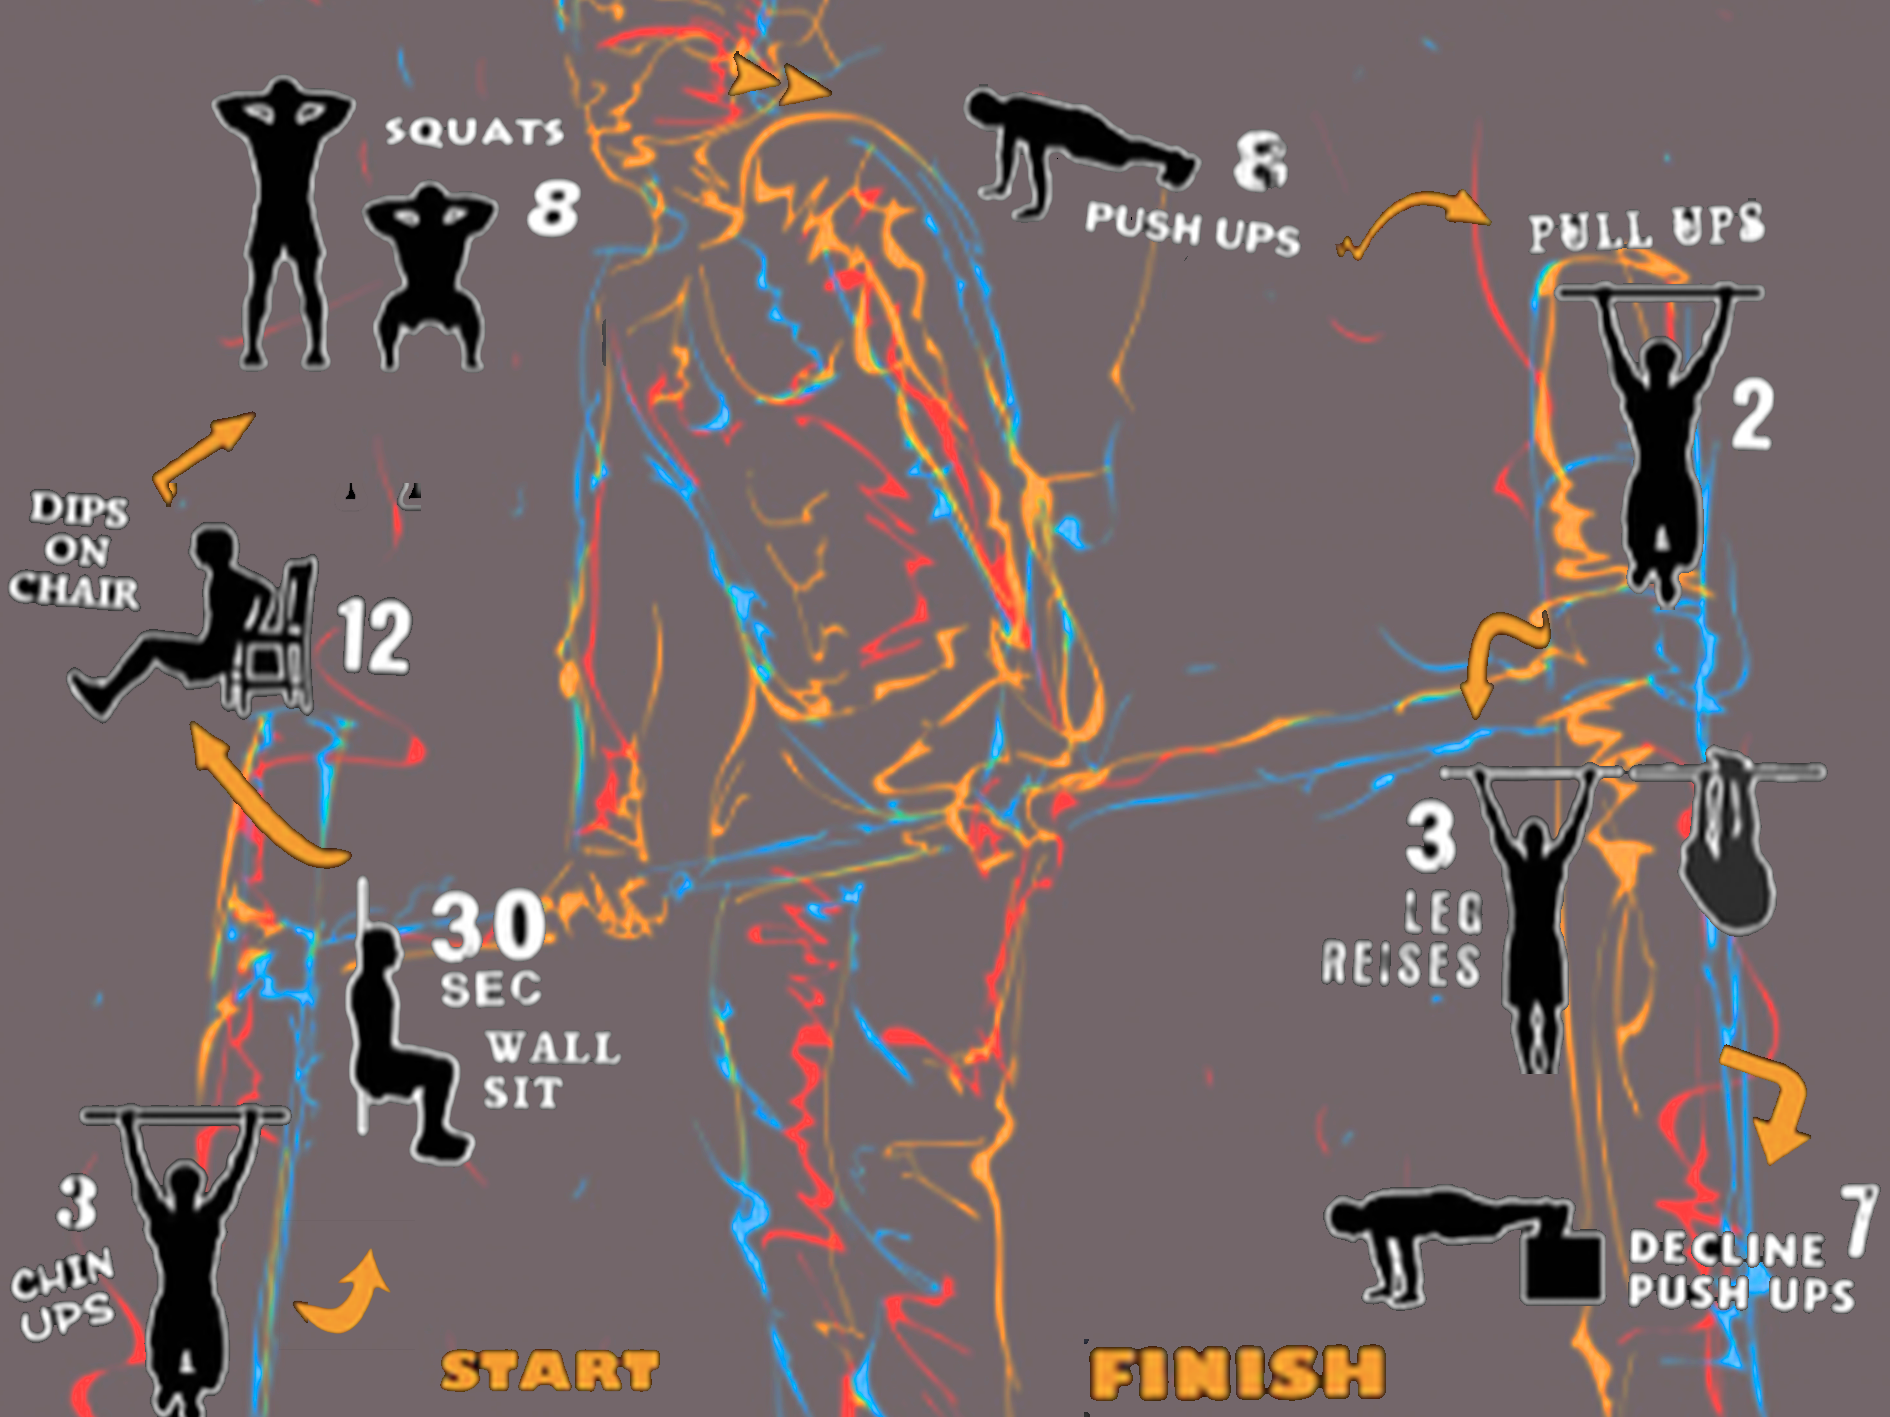 SQUATS
8
8
PUSH UPS
PULL UPS
2
DIPS
ON
CHAIR
12
3
LEG
REISES
30
SEC
WALL
SIT
3
CHIN
UPS
7
DECLINE
PUSH UPS
START
FINISH